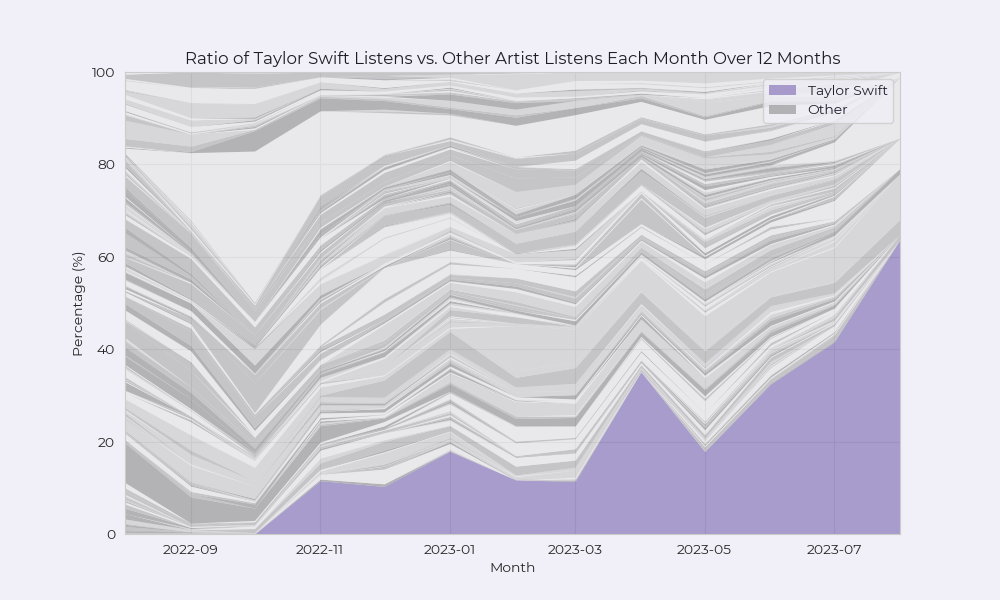 Ratio of Taylor Swift Listens vs. Other Artist Listens Each Month Over 12 Months
100
80
60
40
20
0
Percentage (%)
Taylor Swift
Other
2022-09
2022-11
2023-01
2023-03
2023-05
2023-07
Month